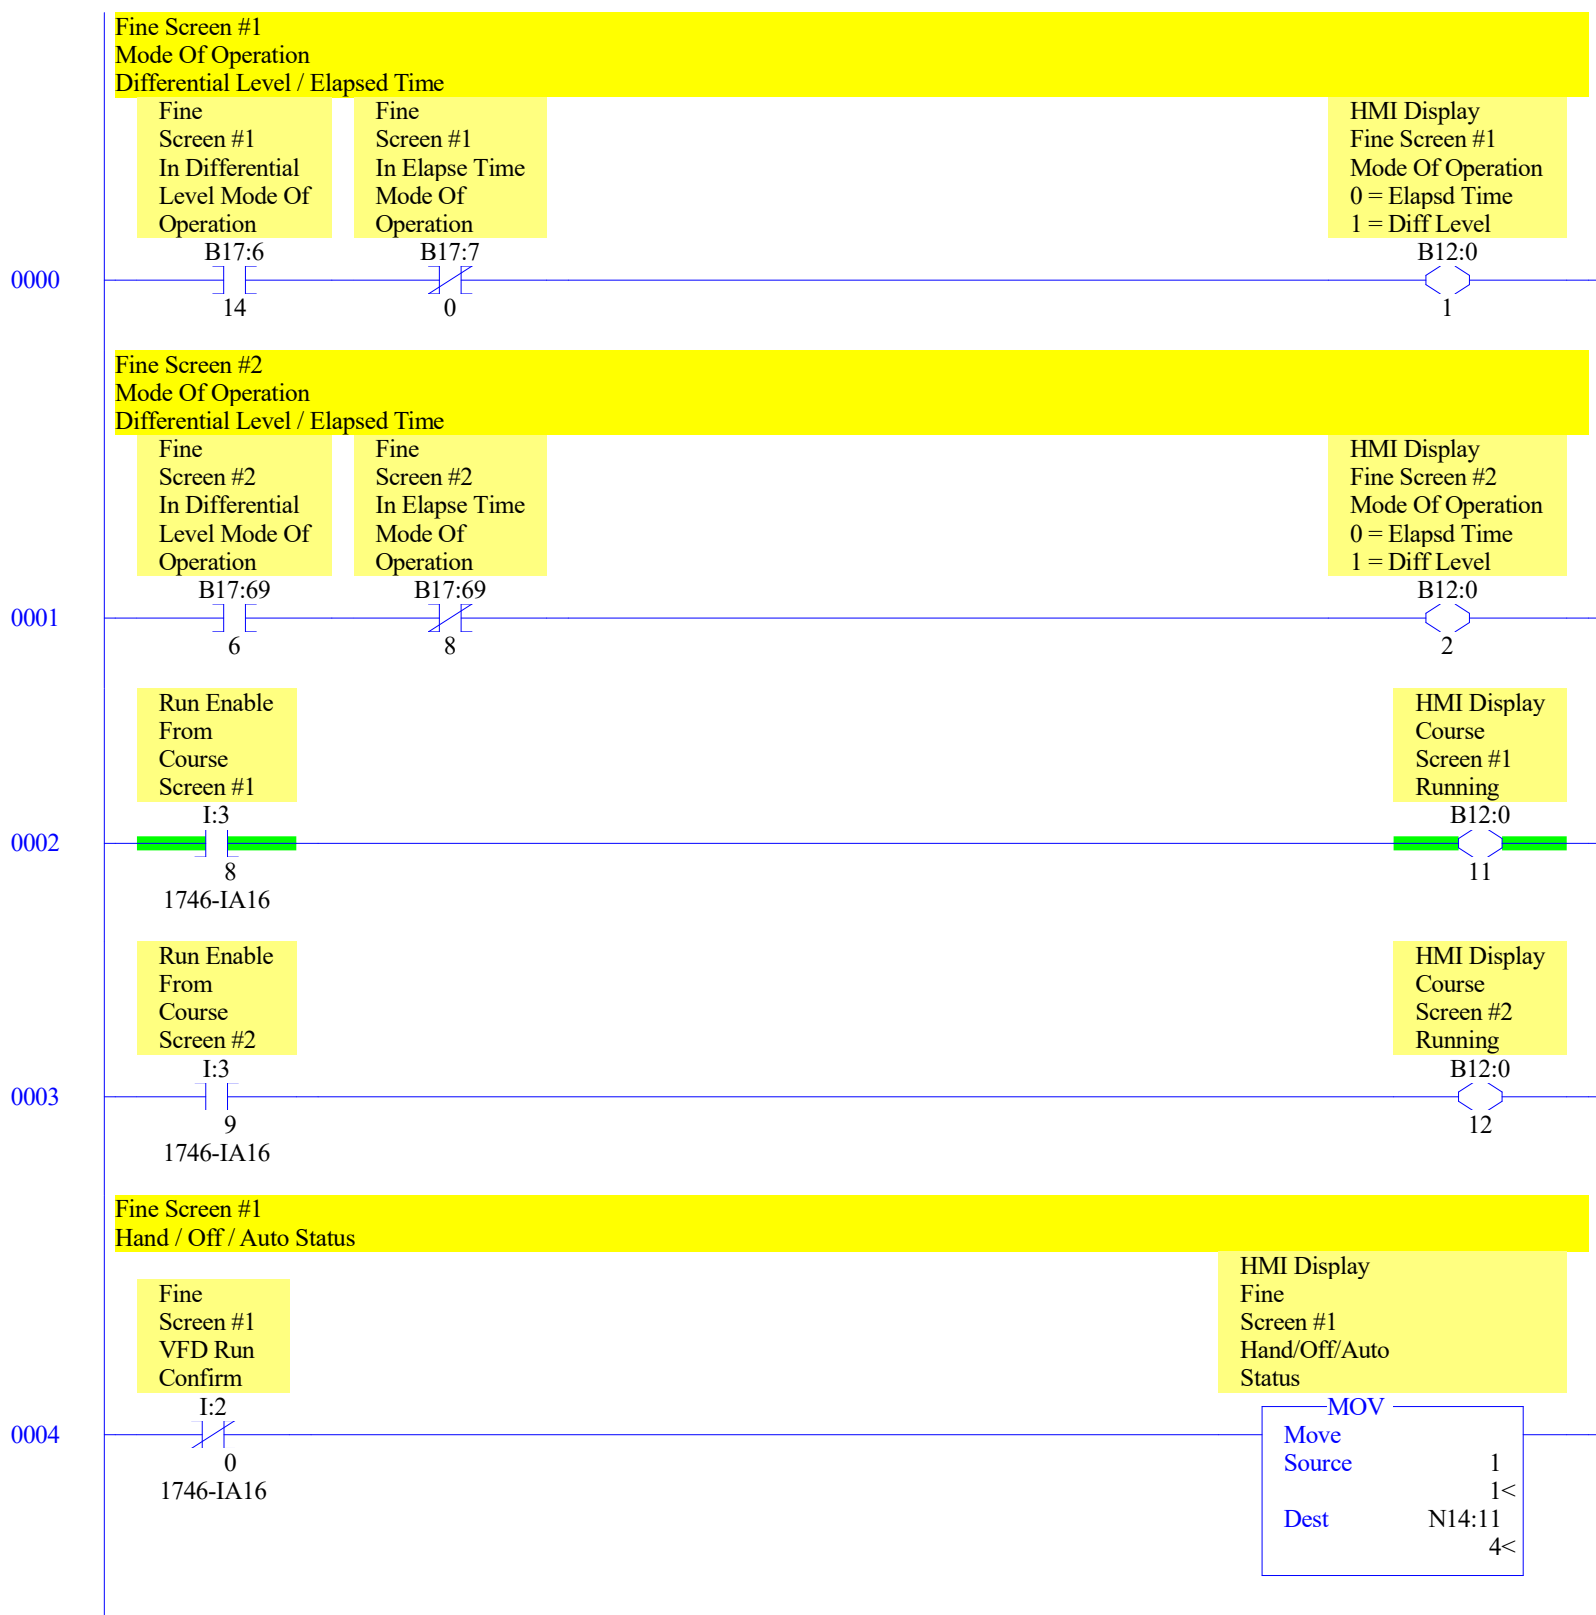 Fine Screen #1
Mode Of Operation
Differential Level / Elapsed Time
Fine
Screen #1
In Differential
Level Mode Of
Operation
B17:6
14
Fine
Screen #1
In Elapse Time
Mode Of
Operation
B17:7
0
HMI Display
Fine Screen #1
Mode Of Operation
0 = Elapsd Time
1 = Diff Level
B12:0
1
0000
Fine Screen #2
Mode Of Operation
Differential Level / Elapsed Time
Fine
Screen #2
In Differential
Level Mode Of
Operation
B17:69
6
Fine
Screen #2
In Elapse Time
Mode Of
Operation
B17:69
8
HMI Display
Fine Screen #2
Mode Of Operation
0 = Elapsd Time
1 = Diff Level
B12:0
2
0001
Run Enable
From
Course
Screen #1
I:3
8
1746-IA16
HMI Display
Course
Screen #1
Running
B12:0
11
0002
Run Enable
From
Course
Screen #2
I:3
9
1746-IA16
HMI Display
Course
Screen #2
Running
B12:0
12
0003
Fine Screen #1
Hand / Off / Auto Status
Fine
Screen #1
VFD Run
Confirm
I:2
0
1746-IA16
HMI Display
Fine
Screen #1
Hand/Off/Auto
Status
MOV
Move
Source 1
1<
Dest N14:11
4<
0004